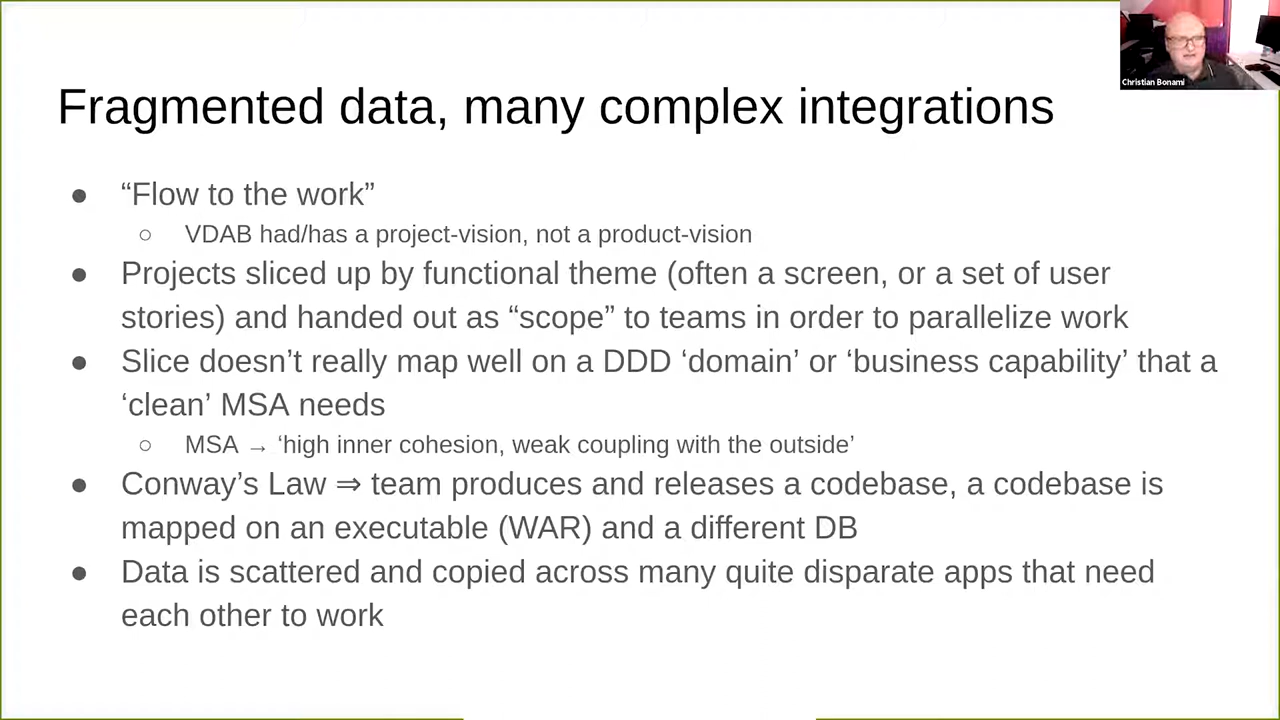 Christian Bonami
Fragmented data, many complex integrations
● “Flow to the work”
○ VDAB had/has a project-vision, not a product-vision
● Projects sliced up by functional theme (often a screen, or a set of user
stories) and handed out as “scope” to teams in order to parallelize work
● Slice doesn’t really map well on a DDD ‘domain’ or ‘business capability’ that a
‘clean’ MSA needs
○ MSA → ‘high inner cohesion, weak coupling with the outside’
● Conway’s Law ⇒ team produces and releases a codebase, a codebase is
mapped on an executable (WAR) and a different DB
● Data is scattered and copied across many quite disparate apps that need
each other to work